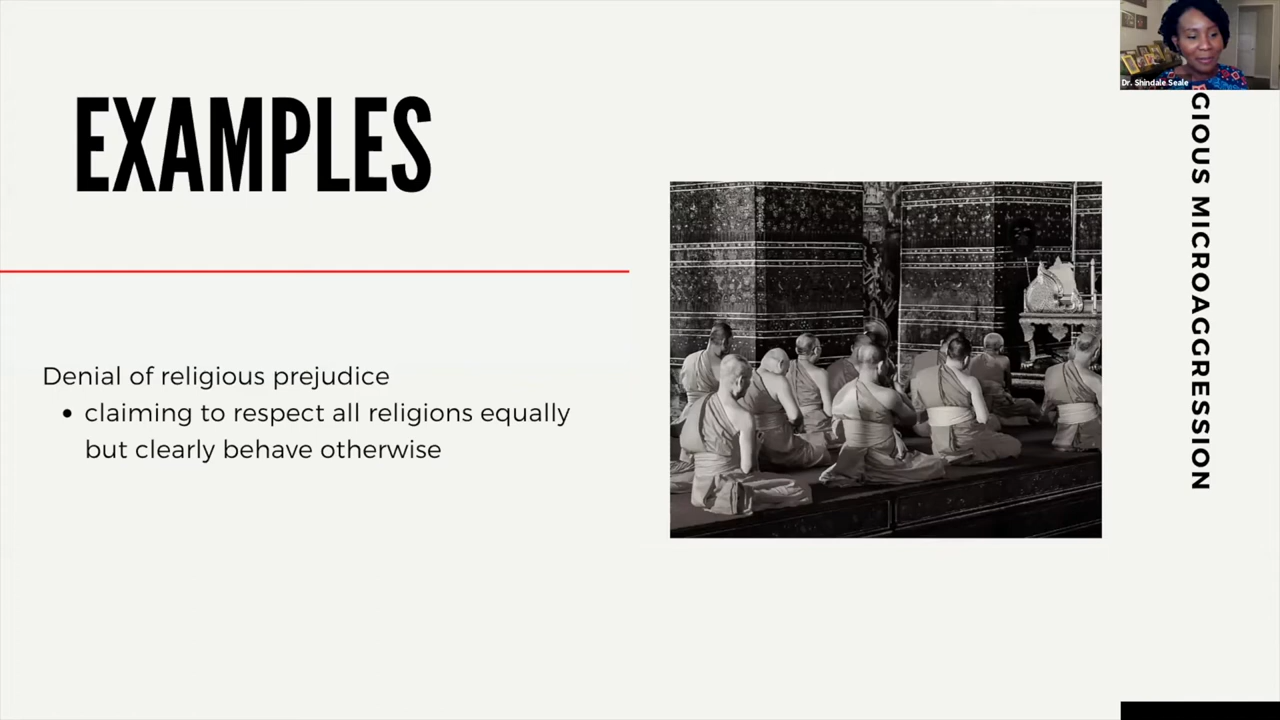 Dr. Shindale Seale
EXAMPLES
GIOUS MICROAGGRESSION
Denial of religious prejudice
• claiming to respect all religions equally
but clearly behave otherwise